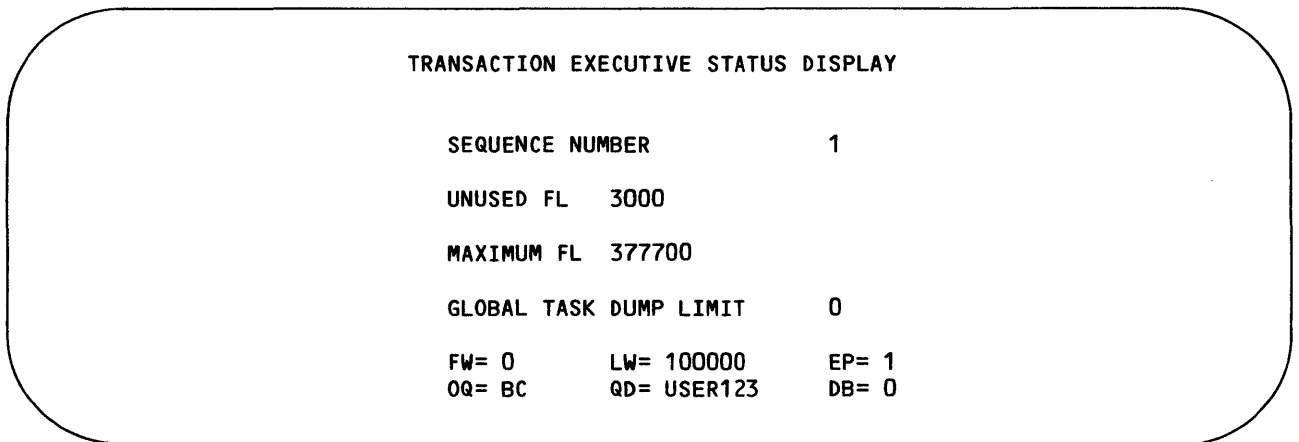 TRANSACTION EXECUTIVE STATUS DISPLAY
SEQUENCE NUMBER 1
UNUSED FL 3000
MAXIMUM FL 377700
GLOBAL TASK DUMP LIMIT 0
FW= 0 LW= 100000 EP= 1
OQ= BC QD= USER123 DB= 0